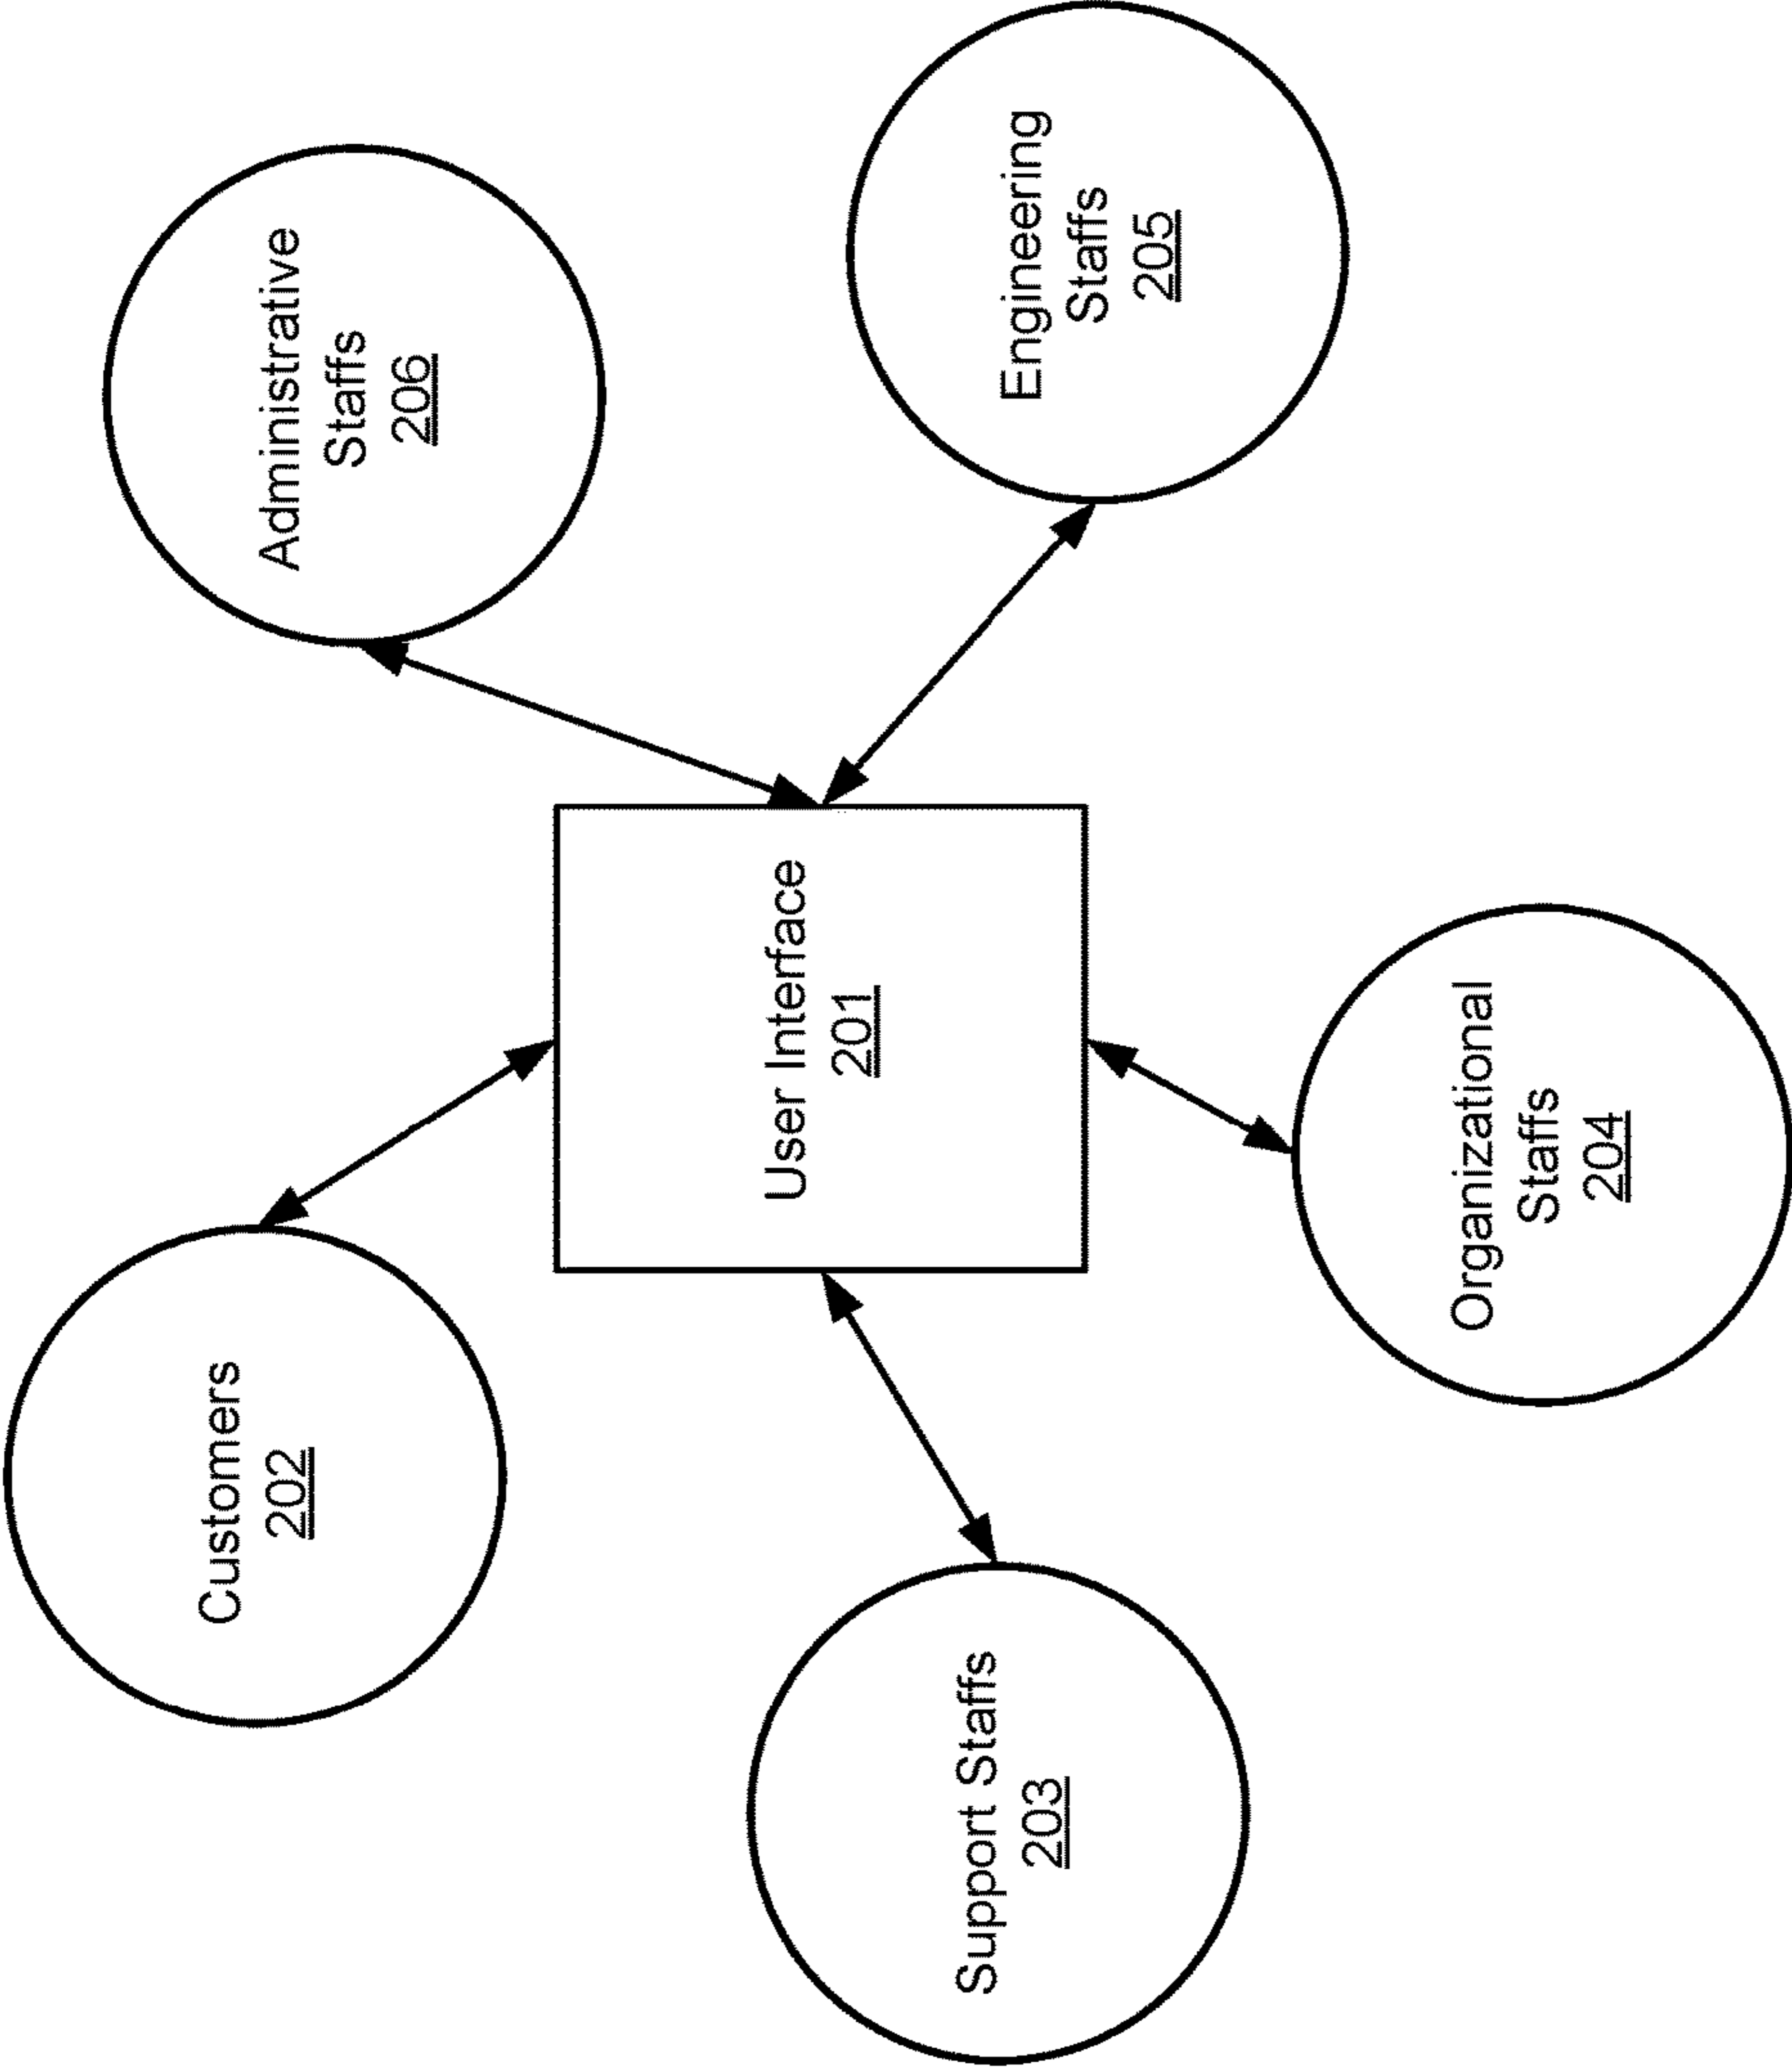 Customers
202
Administrative
Staffs
206
User Interface
201
Support Staffs
203
Engineering
Staffs
205
Organizational
Staffs
204